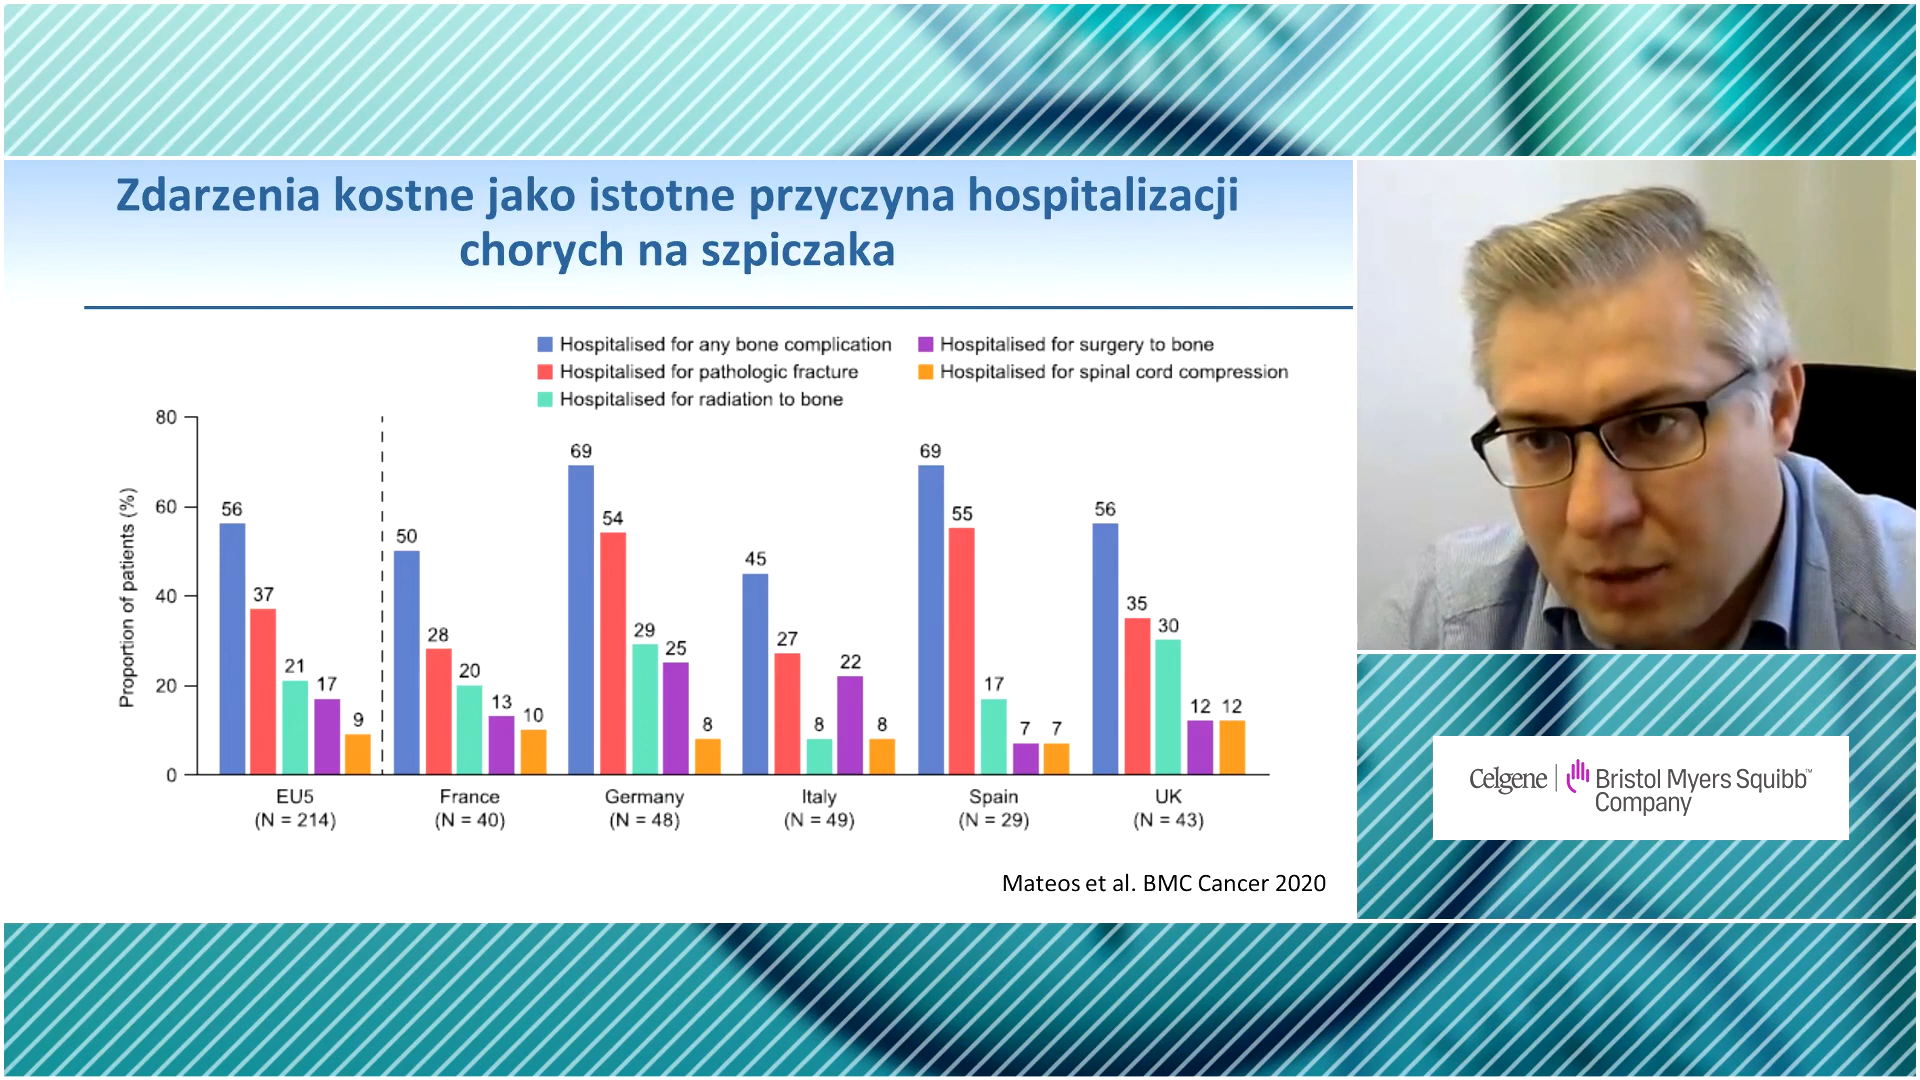 Zdarzenia kostne jako istotne przyczyna hospitalizacji
chorych na szpiczaka
Hospitalised for any bone complication
Hospitalised for pathologic fracture
Hospitalised for radiation to bone
Hospitalised for surgery to bone
Hospitalised for spinal cord compression
Proportion of patients (%)
80
60
40
20
0
56
37
21
17
9
50
28
20
13
10
69
54
29
25
8
45
27
8
22
8
69
55
17
7
7
56
35
30
12
12
EU5
(N = 214)
France
(N = 40)
Germany
(N = 48)
Italy
(N = 49)
Spain
(N = 29)
UK
(N = 43)
Mateos et al. BMC Cancer 2020
Celgene | Bristol Myers Squibb™
Company